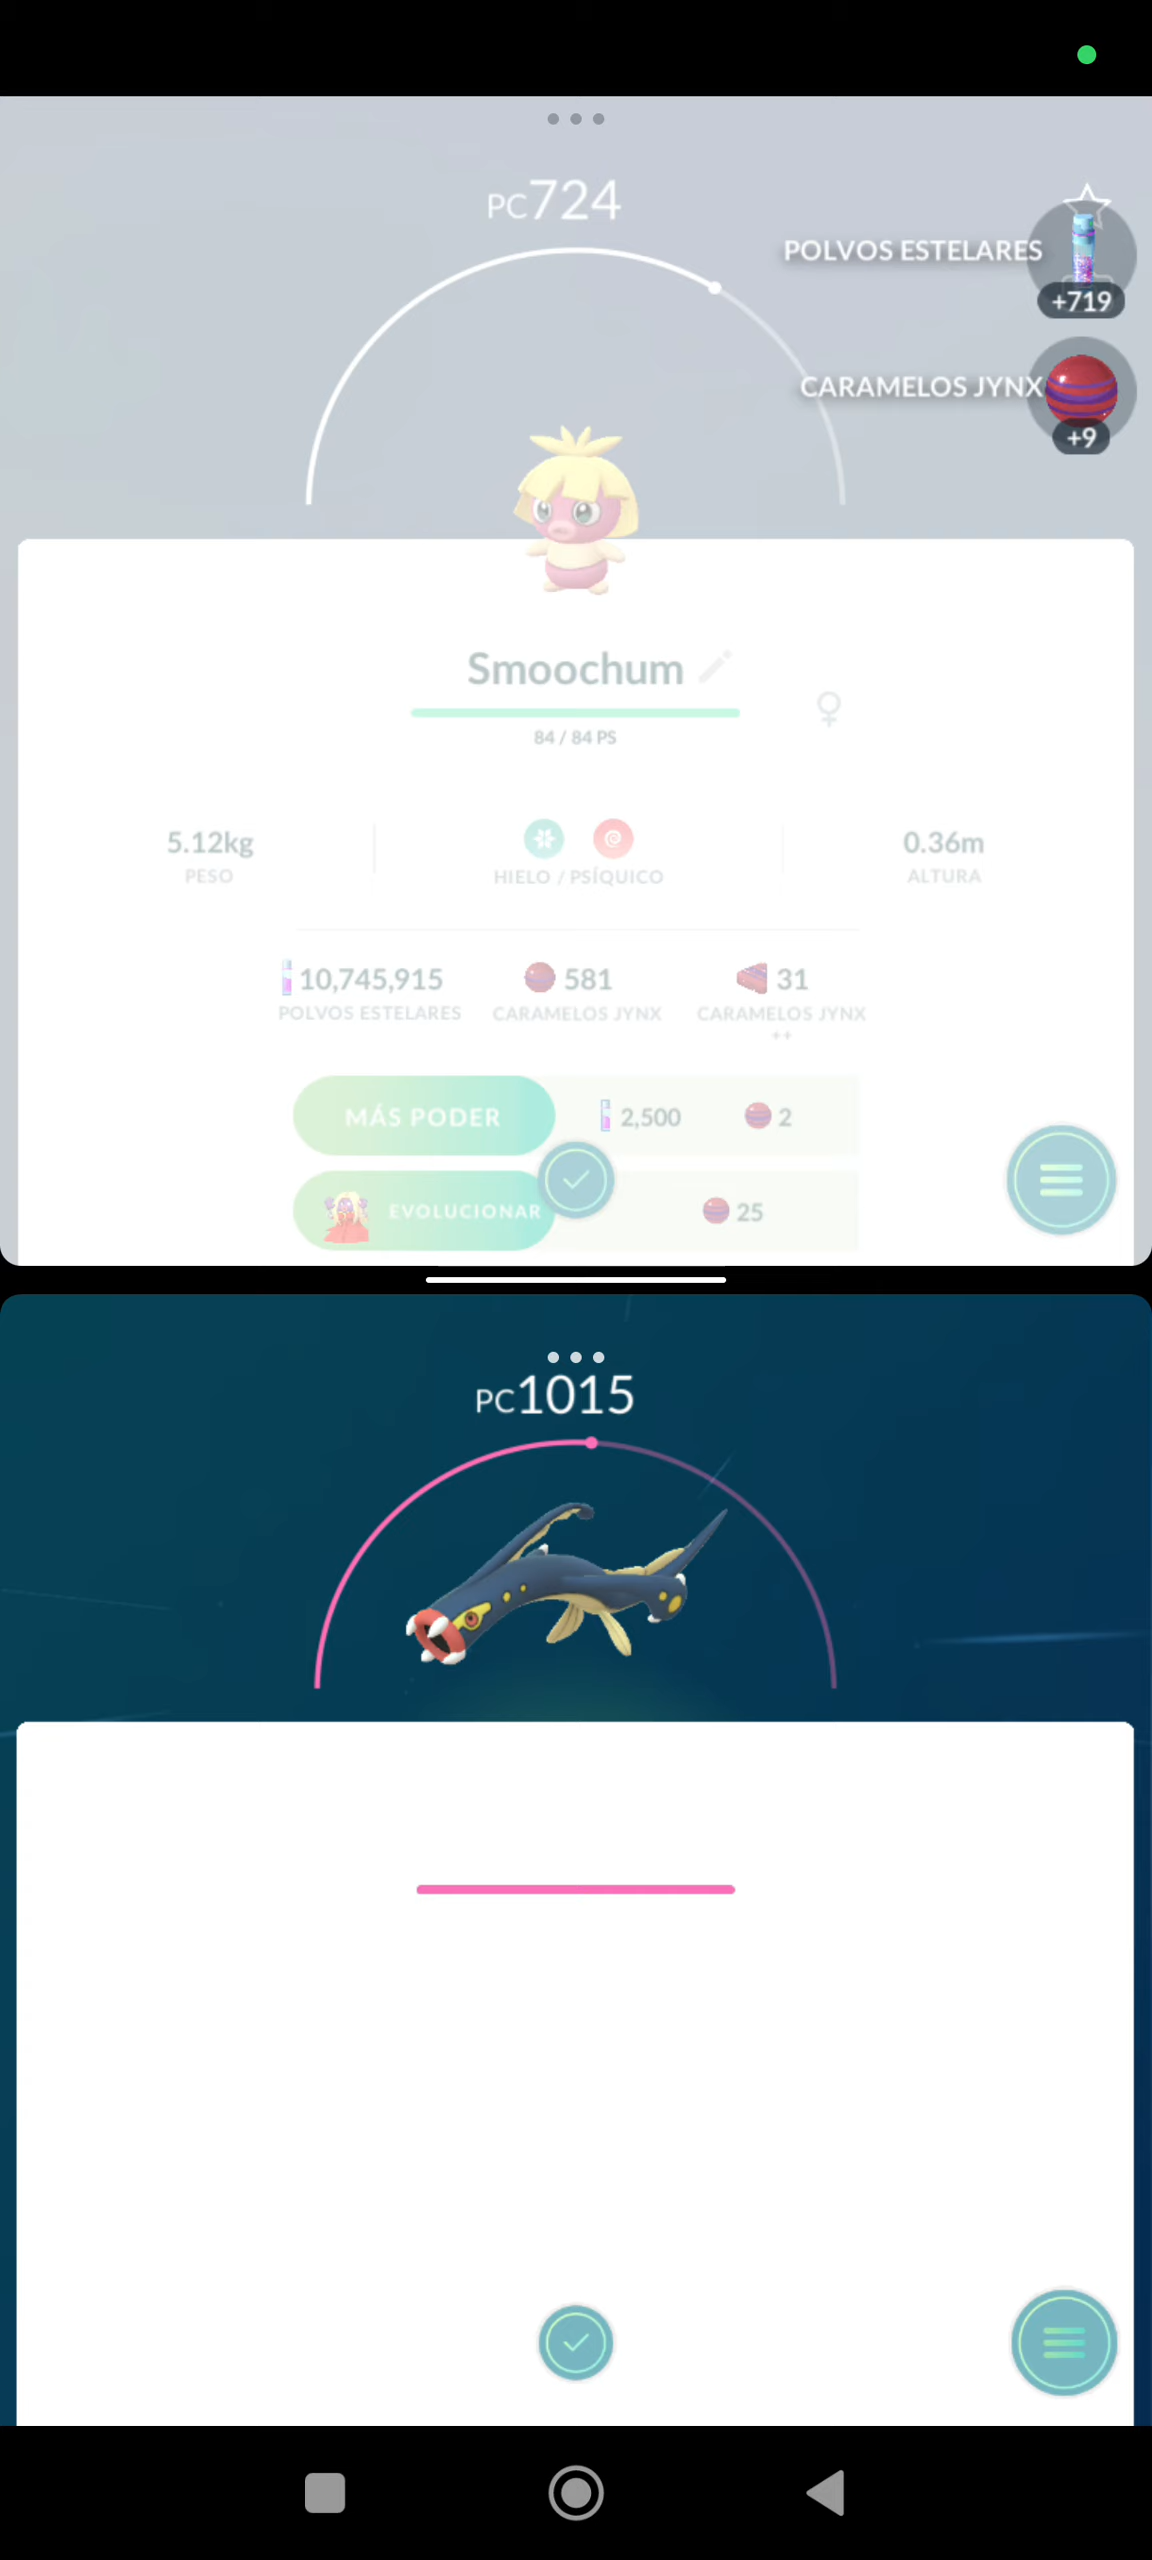 PC724
POLVOS ESTELARES
+719
CARAMELOS JYNX
+9
Smoochum
84 / 84 PS
5.12kg
PESO
HIELO / PSÍQUICO
0.36m
ALTURA
10,745,915
POLVOS ESTELARES
581
CARAMELOS JYNX
31
CARAMELOS JYNX
++
MÁS PODER
2,500
2
EVOLUCIONAR
25
PC1015